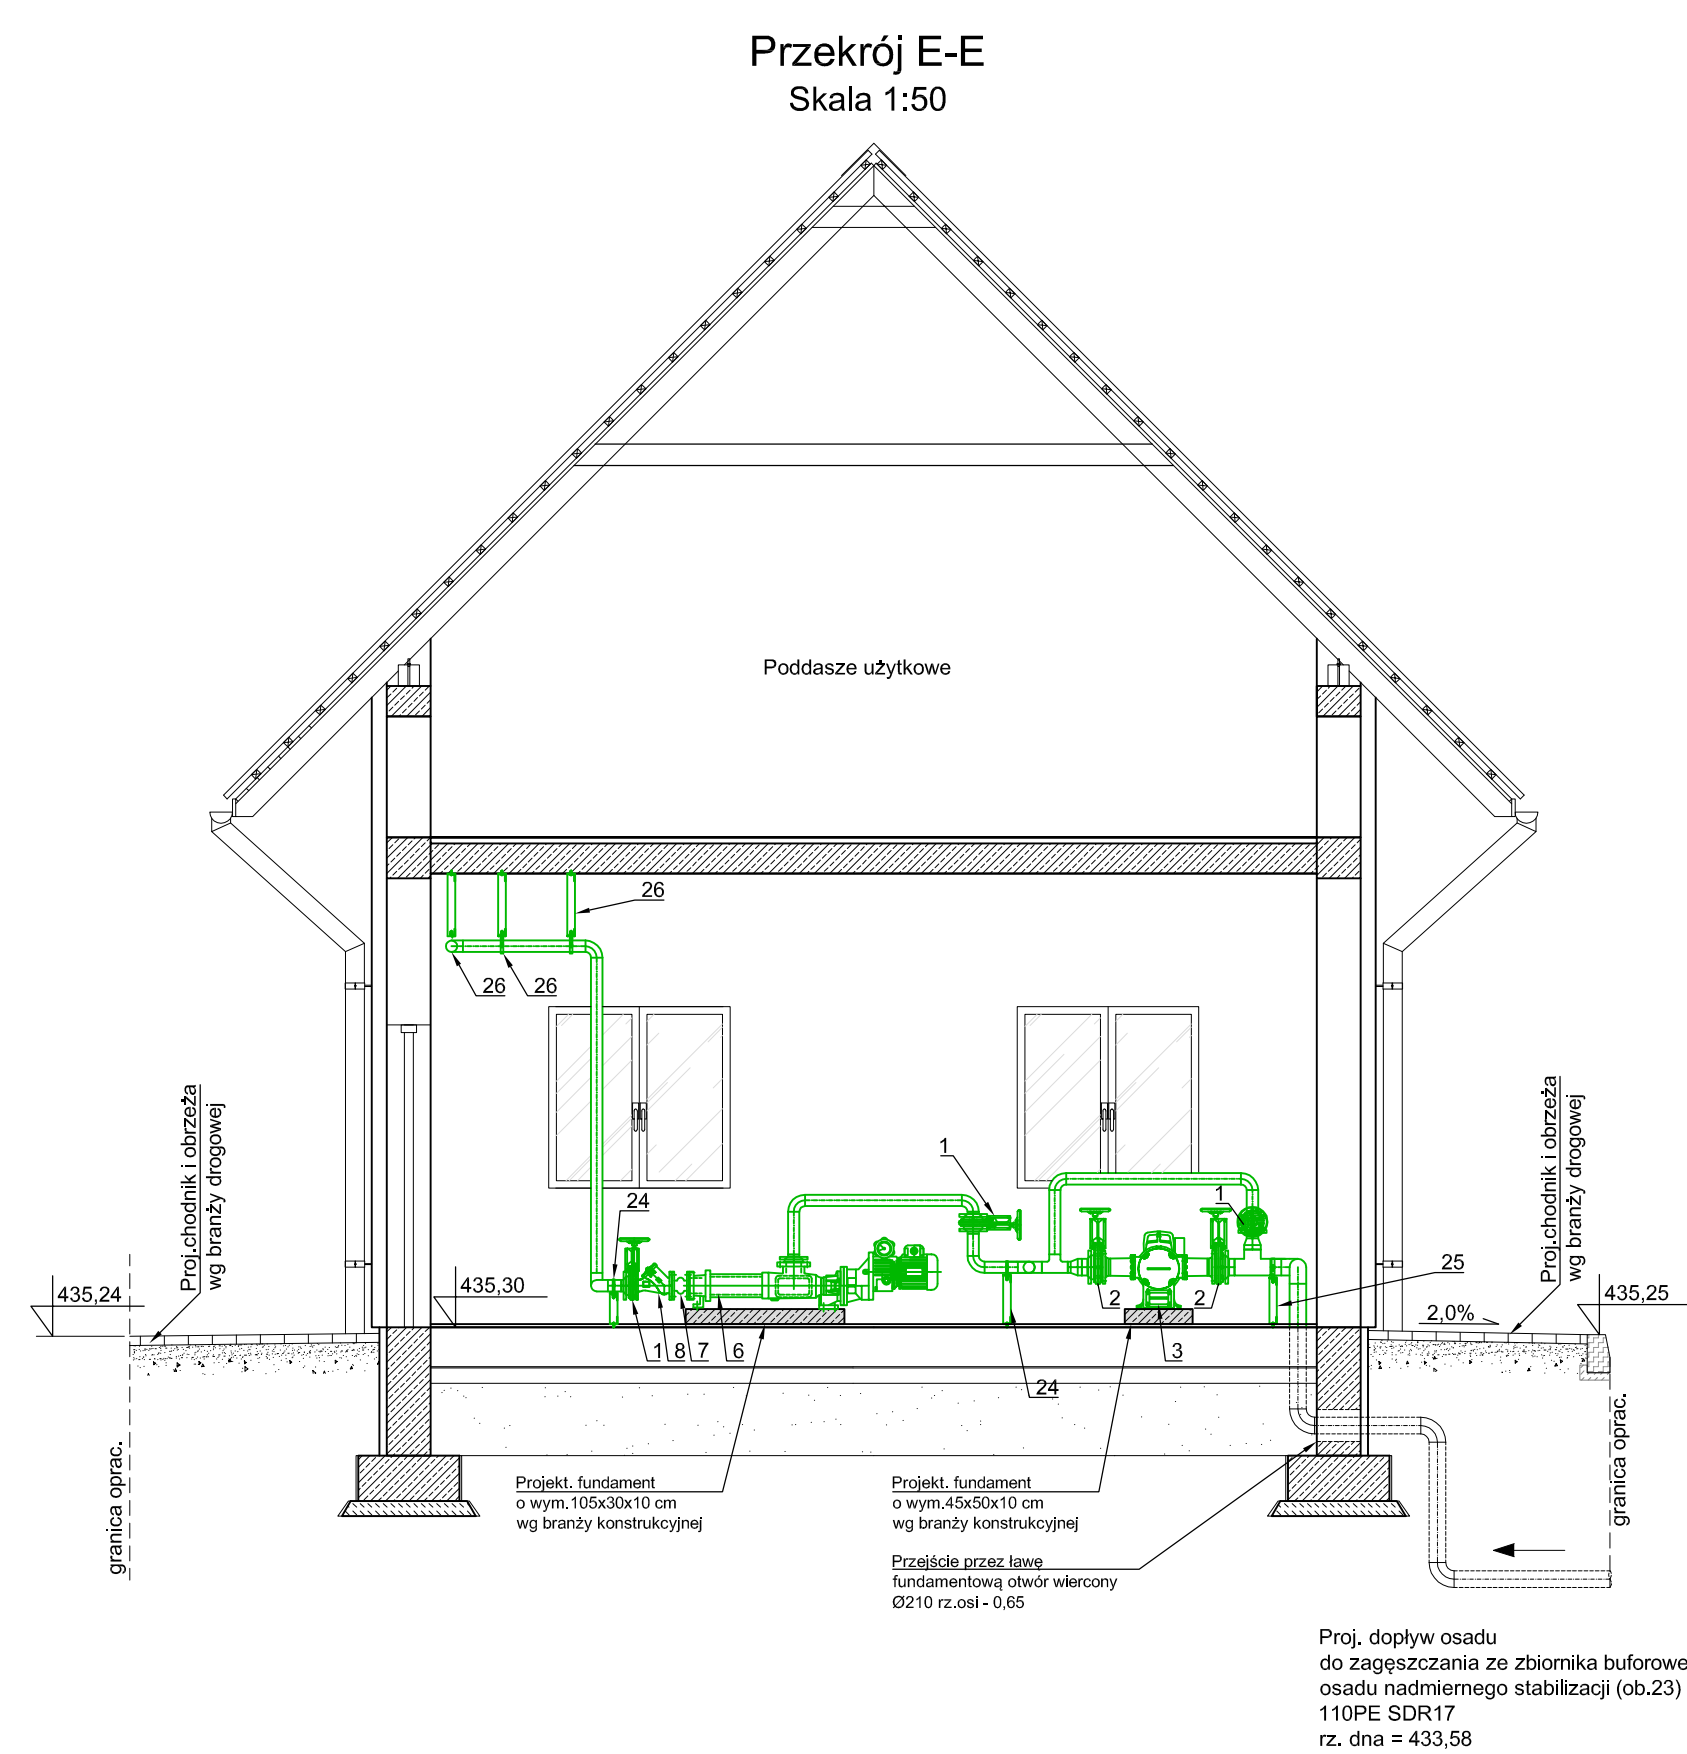 Przekrój E-E
Skala 1:50
Poddasze użytkowe
26
26
26
Proj.chodnik i obrzeża
wg branży drogowej
Proj.chodnik i obrzeża
wg branży drogowej
1
24
1
25
435,24
435,30
2
2
2,0%
435,25
1
8
7
6
3
24
granica oprac.
granica oprac.
Projekt. fundament
o wym.105x30x10 cm
wg branży konstrukcyjnej
Projekt. fundament
o wym.45x50x10 cm
wg branży konstrukcyjnej
Przejście przez ławę
fundamentową otwór wiercony
Ø210 rz.osi - 0,65
Proj. dopływ osadu
do zagęszczania ze zbiornika buforowe
osadu nadmiernego stabilizacji (ob.23)
110PE SDR17
rz. dna = 433,58